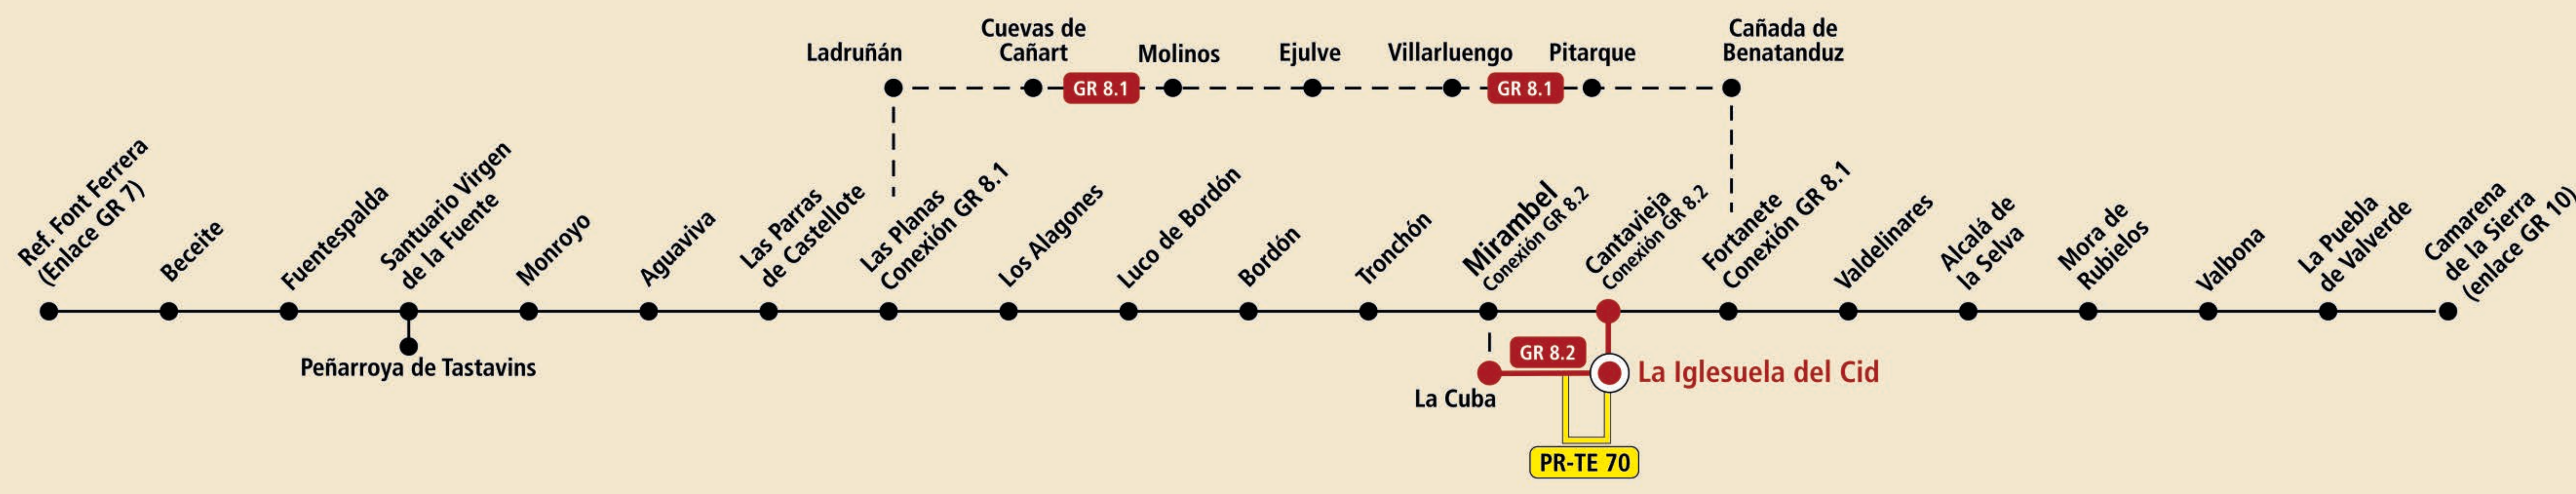 Ladruñán
Cuevas de
Cañart
GR 8.1
Molinos
Ejulve
Villarluengo
GR 8.1
Pitarque
Cañada de
Benatanduz
Ref. Font Ferrera
(Enlace GR 7)
Beceite
Fuentespalda
Santuario Virgen
de la Fuente
Monroyo
Aguaviva
Las Parras
de Castellote
Las Planas
Conexión GR 8.1
Los Alagones
Luco de Bordón
Bordón
Tronchón
Mirambel
Conexión GR 8.2
Cantavieja
Conexión GR 8.2
Fortanete
Conexión GR 8.1
Valdelinares
Alcalá de
la Selva
Mora de
Rubielos
Valbona
La Puebla
de Valverde
Camarena
de la Sierra
(enlace GR 10)
Peñarroya de Tastavins
GR 8.2
La Iglesuela del Cid
La Cuba
PR-TE 70